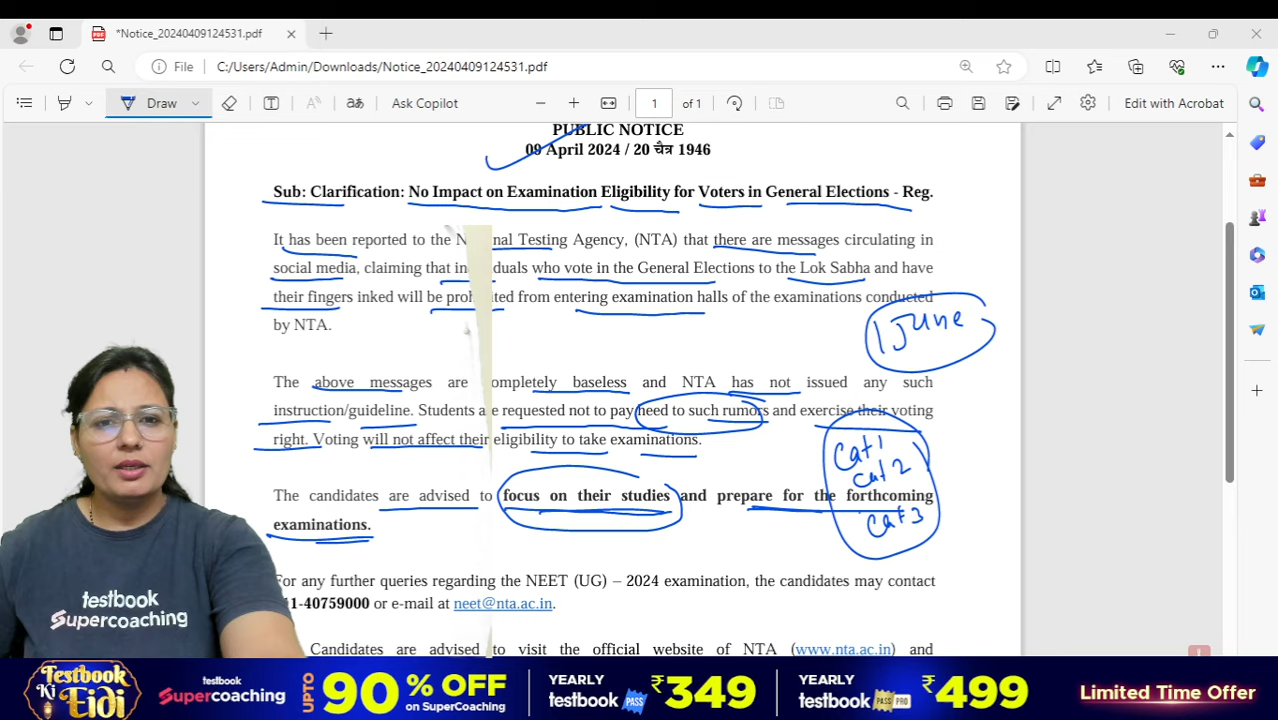 *Notice_20240409124531.pdf
File C:/Users/Admin/Downloads/Notice_20240409124531.pdf
Draw Ask Copilot 1 of 1 Edit with Acrobat
PUBLIC NOTICE
09 April 2024 / 20 चैत्र 1946
Sub: Clarification: No Impact on Examination Eligibility for Voters in General Elections - Reg.
It has been reported to the N nal Testing Agency, (NTA) that there are messages circulating in
social media, claiming that in duals who vote in the General Elections to the Lok Sabha and have
their fingers inked will be proh ted from entering examination halls of the examinations conducted
by NTA.
1 June
The above messages are ompletely baseless and NTA has not issued any such
instruction/guideline. Students a e requested not to pay heed to such rumors and exercise their voting
right. Voting will not affect their eligibility to take examinations.
Cat 1
Cat 2
Cat 3
The candidates are advised to focus on their studies and prepare for the forthcoming
examinations.
For any further queries regarding the NEET (UG) – 2024 examination, the candidates may contact
11-40759000 or e-mail at neet@nta.ac.in.
Candidates are advised to visit the official website of NTA (www.nta.ac.in) and
testbook
Supercoaching
Testbook
Ki
Eidi
testbook
Supercoaching
UPTO
90 % OFF
on SuperCoaching
YEARLY
testbook PASS
₹349
YEARLY
testbook PASS PRO
₹499
Limited Time Offer